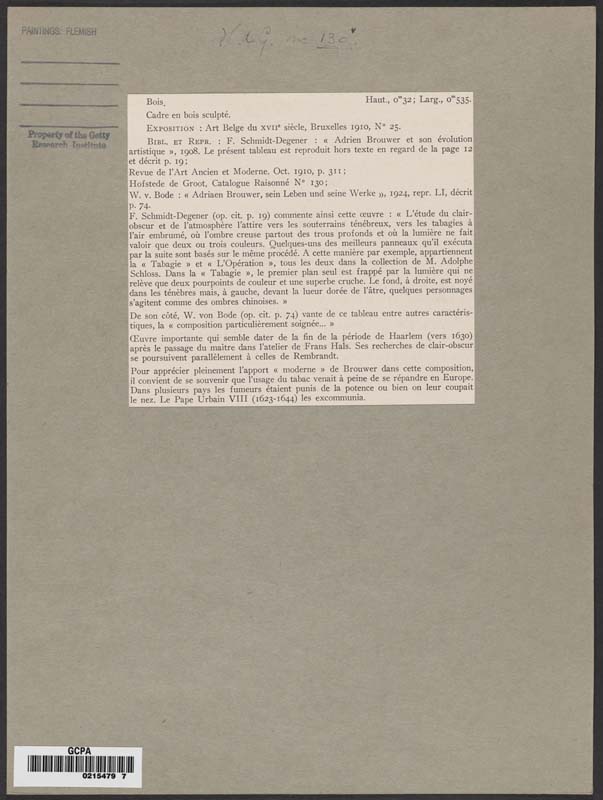 PAINTINGS: FLEMISH
H. d. G. no 130
Property of the Getty
Research Institute
Bois. Haut., 0ᵐ32; Larg., 0ᵐ535.
Cadre en bois sculpté.
EXPOSITION : Art Belge du XVIIᵉ siècle, Bruxelles 1910, N° 25.
BIBL. ET REPR. : F. Schmidt-Degener : « Adrien Brouwer et son évolution
artistique », 1908. Le présent tableau est reproduit hors texte en regard de la page 12
et décrit p. 19;
Revue de l'Art Ancien et Moderne. Oct. 1910, p. 311;
Hofstede de Groot, Catalogue Raisonné N° 130;
W. v. Bode : « Adriaen Brouwer, sein Leben und seine Werke », 1924, repr. LI, décrit
p. 74.
F. Schmidt-Degener (op. cit. p. 19) commente ainsi cette œuvre : « L'étude du clair-
obscur et de l'atmosphère l'attire vers les souterrains ténébreux, vers les tabagies à
l'air embrumé, où l'ombre creuse partout des trous profonds et où la lumière ne fait
valoir que deux ou trois couleurs. Quelques-uns des meilleurs panneaux qu'il exécuta
par la suite sont basés sur le même procédé. A cette manière par exemple, appartiennent
la « Tabagie » et « L'Opération », tous les deux dans la collection de M. Adolphe
Schloss. Dans la « Tabagie », le premier plan seul est frappé par la lumière qui ne
relève que deux pourpoints de couleur et une superbe cruche. Le fond, à droite, est noyé
dans les ténèbres mais, à gauche, devant la lueur dorée de l'âtre, quelques personnages
s'agitent comme des ombres chinoises. »
De son côté, W. von Bode (op. cit. p. 74) vante de ce tableau entre autres caractéris-
tiques, la « composition particulièrement soignée... »
Œuvre importante qui semble dater de la fin de la période de Haarlem (vers 1630)
après le passage du maître dans l'atelier de Frans Hals. Ses recherches de clair-obscur
se poursuivent parallèlement à celles de Rembrandt.
Pour apprécier pleinement l'apport « moderne » de Brouwer dans cette composition,
il convient de se souvenir que l'usage du tabac venait à peine de se répandre en Europe.
Dans plusieurs pays les fumeurs étaient punis de la potence ou bien on leur coupait
le nez. Le Pape Urbain VIII (1623-1644) les excommunia.
GCPA
0215479 7